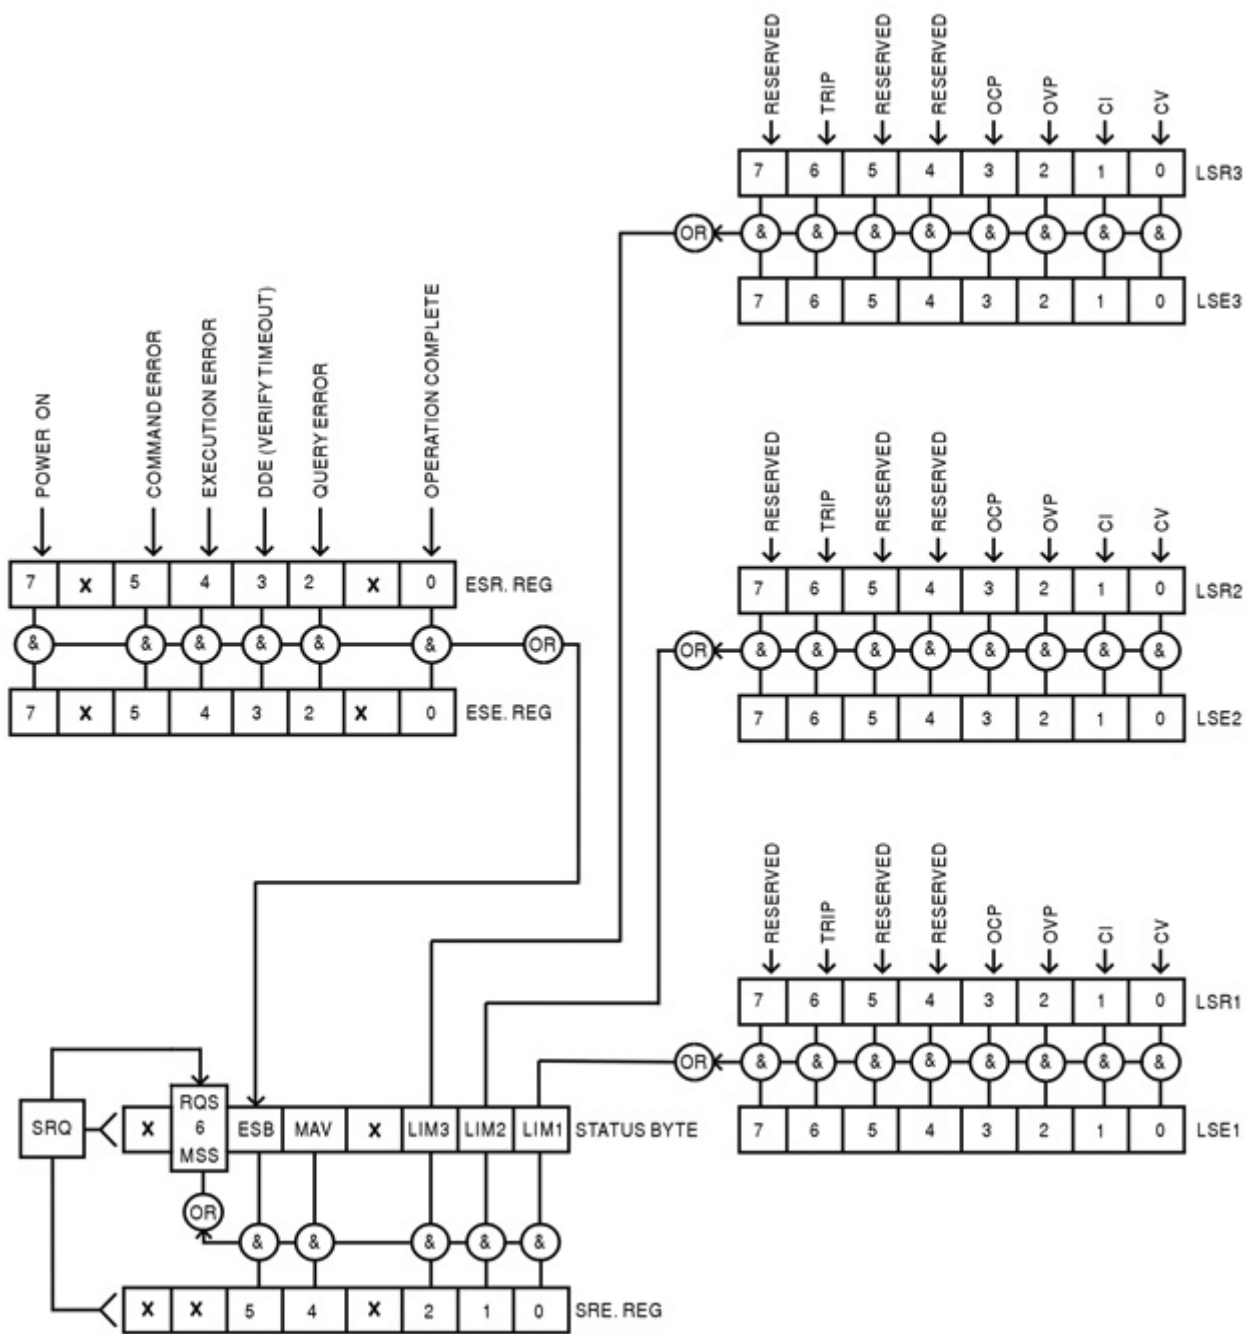 RESERVED TRIP RESERVED RESERVED OCP OVP CI CV
7 6 5 4 3 2 1 0 LSR3
OR & & & & & & & &
7 6 5 4 3 2 1 0 LSE3
POWER ON COMMAND ERROR EXECUTION ERROR DDE (VERIFY TIMEOUT) QUERY ERROR OPERATION COMPLETE
7 X 5 4 3 2 X 0 ESR. REG
& & & & & & OR
7 X 5 4 3 2 X 0 ESE. REG
RESERVED TRIP RESERVED RESERVED OCP OVP CI CV
7 6 5 4 3 2 1 0 LSR2
OR & & & & & & & &
7 6 5 4 3 2 1 0 LSE2
RESERVED TRIP RESERVED RESERVED OCP OVP CI CV
7 6 5 4 3 2 1 0 LSR1
OR & & & & & & & &
7 6 5 4 3 2 1 0 LSE1
SRQ X RQS 6 MSS ESB MAV X LIM3 LIM2 LIM1 STATUS BYTE
OR & & & & &
X X 5 4 X 2 1 0 SRE. REG